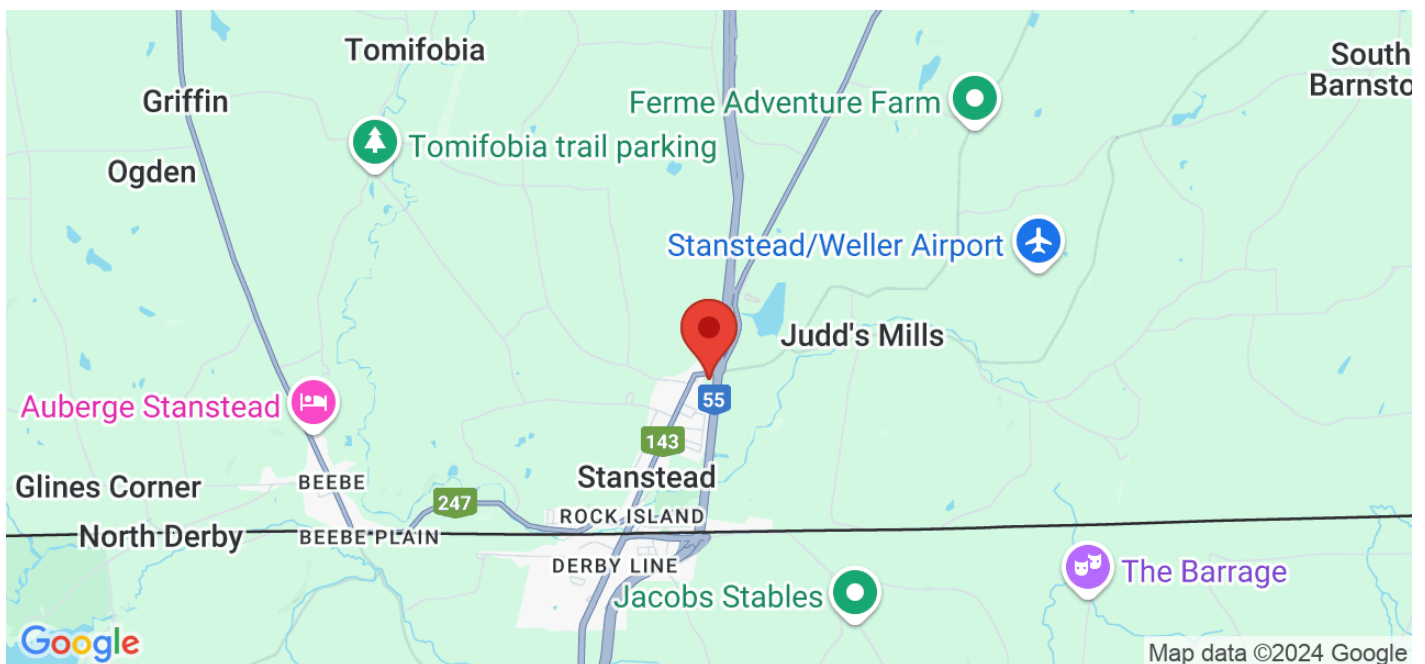 Tomifobia
South
Barnsto
Griffin
Ferme Adventure Farm
Tomifobia trail parking
Ogden
Stanstead/Weller Airport
Judd's Mills
Auberge Stanstead
55
143
Stanstead
Glines Corner
BEEBE
247
ROCK ISLAND
North Derby
BEEBE PLAIN
DERBY LINE
The Barrage
Jacobs Stables
Google
Map data ©2024 Google